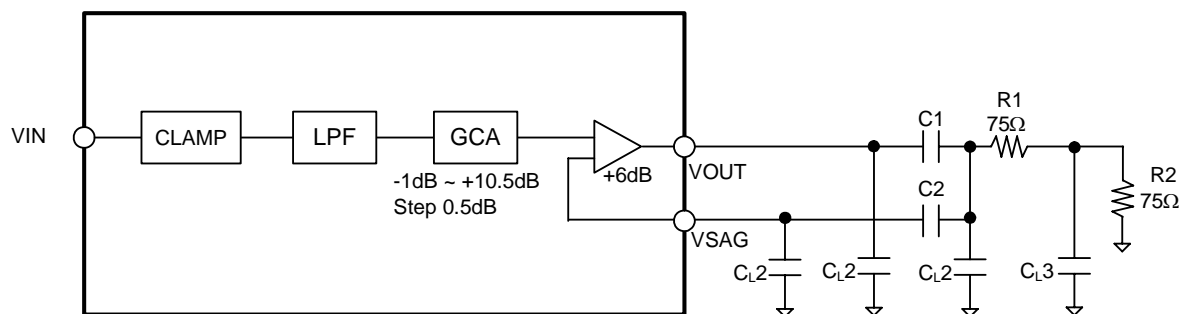 VIN
CLAMP
LPF
GCA
-1dB ~ +10.5dB
Step 0.5dB
+6dB
VOUT
VSAG
C1
C2
R1
75Ω
R2
75Ω
CL2
CL2
CL2
CL3